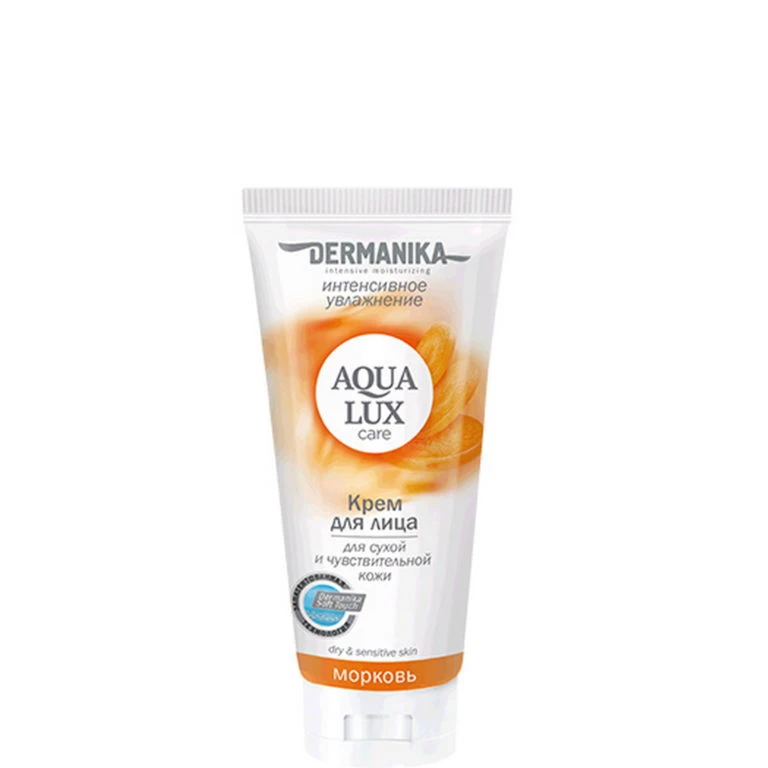 DERMANIKA
intensive moisturizing
интенсивное
увлажнение
AQUA
LUX
care
Крем
для лица
для сухой
и чувствительной
кожи
Dermanika
Soft Touch
ТЕХНОЛОГИЯ
dry & sensitive skin
морковь